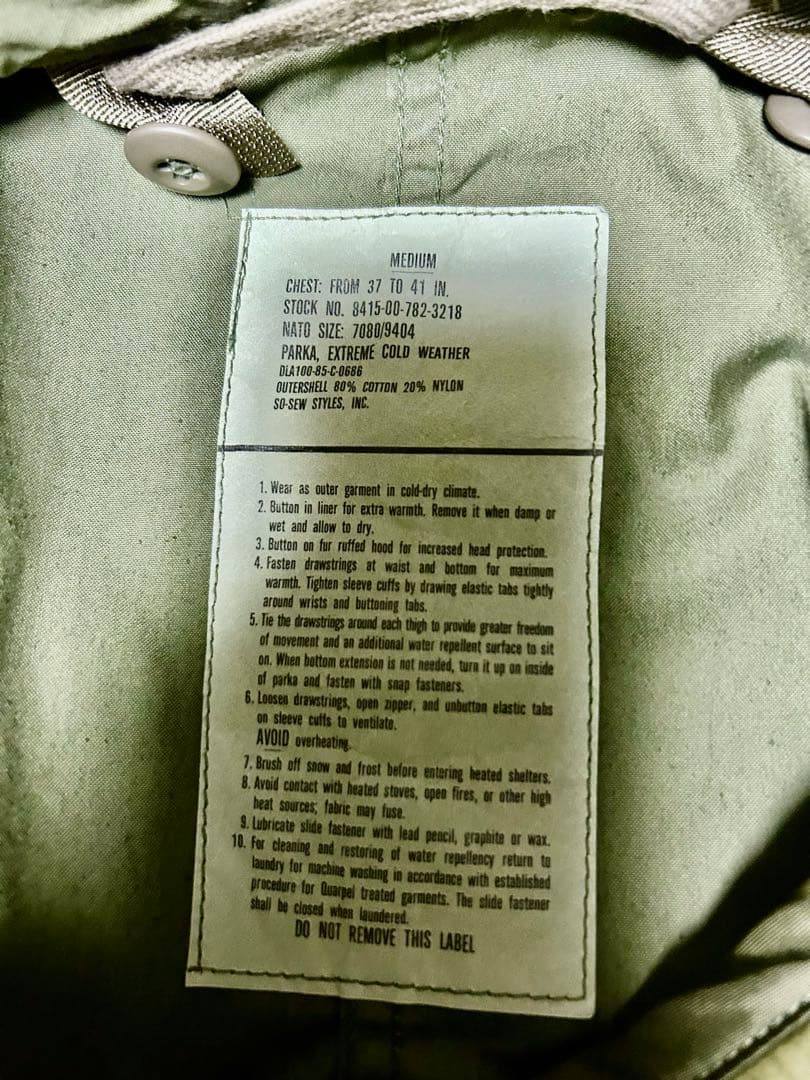 MEDIUM
CHEST: FROM 37 TO 41 IN.
STOCK NO. 8415-00-782-3218
NATO SIZE: 7080/9404
PARKA, EXTREME COLD WEATHER
DLA100-85-C-0686
OUTERSHELL 80% COTTON 20% NYLON
SO-SEW STYLES, INC.
1. Wear as outer garment in cold-dry climate.
2. Button in liner for extra warmth. Remove it when damp or
wet and allow to dry.
3. Button on fur ruffed hood for increased head protection.
4. Fasten drawstrings at waist and bottom for maximum
warmth. Tighten sleeve cuffs by drawing elastic tabs tightly
around wrists and buttoning tabs.
5. Tie the drawstrings around each thigh to provide greater freedom
of movement and an additional water repellent surface to sit
on. When bottom extension is not needed, turn it up on inside
of parka and fasten with snap fasteners.
6. Loosen drawstrings, open zipper, and unbutton elastic tabs
on sleeve cuffs to ventilate.
AVOID overheating.
7. Brush off snow and frost before entering heated shelters.
8. Avoid contact with heated stoves, open fires, or other high
heat sources; fabric may fuse.
9. Lubricate slide fastener with lead pencil, graphite or wax.
10. For cleaning and restoring of water repellency return to
laundry for machine washing in accordance with established
procedure for Quarpel treated garments. The slide fastener
shall be closed when laundered.
DO NOT REMOVE THIS LABEL